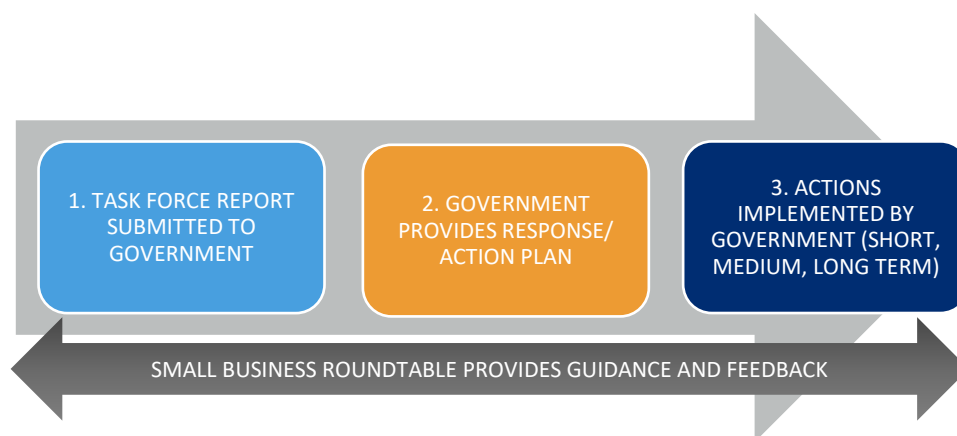 1. TASK FORCE REPORT
SUBMITTED TO
GOVERNMENT
2. GOVERNMENT
PROVIDES RESPONSE/
ACTION PLAN
3. ACTIONS
IMPLEMENTED BY
GOVERNMENT (SHORT,
MEDIUM, LONG TERM)
SMALL BUSINESS ROUNDTABLE PROVIDES GUIDANCE AND FEEDBACK